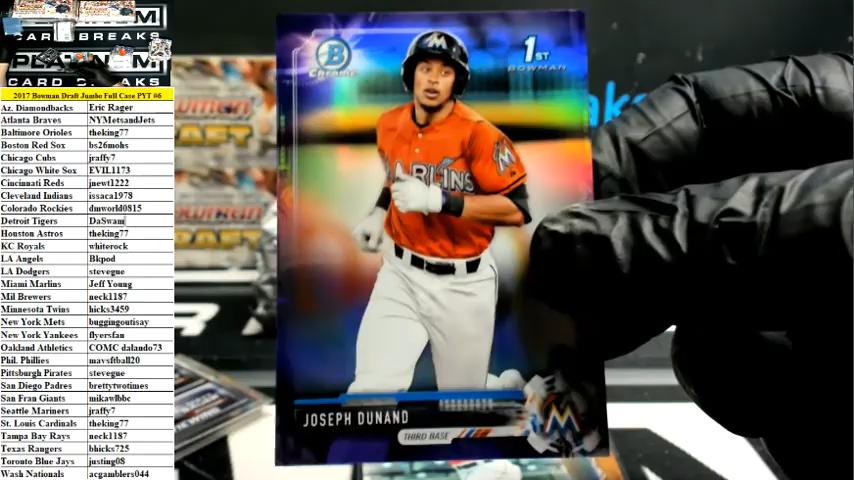 PLATINUM
CARD BREAKS
2017 Bowman Draft Jumbo Full Case PYT #6
Az. Diamondbacks Eric Rager
Atlanta Braves NYMetsandJets
Baltimore Orioles theking77
Boston Red Sox bs26mohs
Chicago Cubs jraffy7
Chicago White Sox EVIL1173
Cincinnati Reds jnewt1222
Cleveland Indians issaca1978
Colorado Rockies dmworld0815
Detroit Tigers DaSwam
Houston Astros theking77
KC Royals whiterock
LA Angels Bkpod
LA Dodgers stevegue
Miami Marlins Jeff Young
Mil Brewers neck1187
Minnesota Twins hicks3459
New York Mets buggingoutisay
New York Yankees flyersfan
Oakland Athletics COMC dalando73
Phil. Phillies mavsftball20
Pittsburgh Pirates stevegue
San Diego Padres brettytwotimes
San Fran Giants mikawlbbc
Seattle Mariners jraffy7
St. Louis Cardinals theking77
Tampa Bay Rays neck1187
Texas Rangers bhicks725
Toronto Blue Jays justing08
Wash Nationals acgamblers044
B
Chrome
1ST
BOWMAN
MARLINS
JOSEPH DUNAND
THIRD BASE